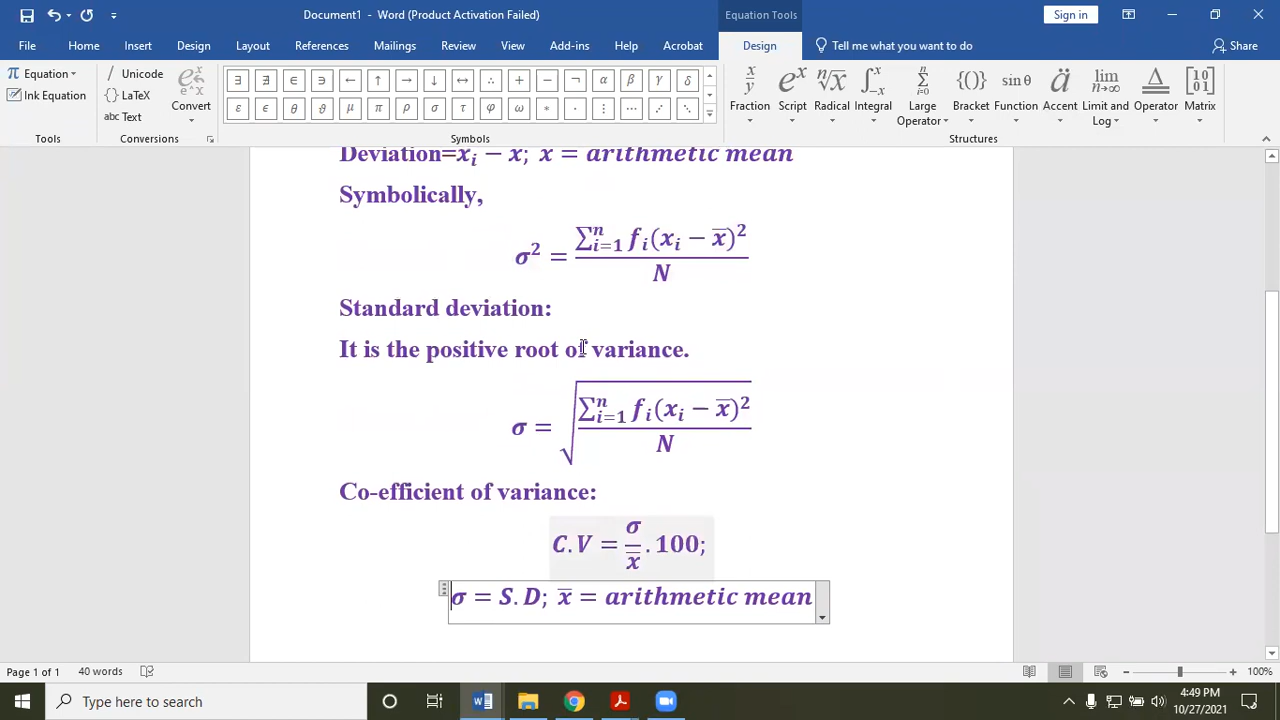 Document1 - Word (Product Activation Failed)
Equation Tools
Sign in
File Home Insert Design Layout References Mailings Review View Add-ins Help Acrobat Design Tell me what you want to do Share
π Equation
Ink Equation
abc Text
Unicode
LaTeX
Convert
∃ ∄ ∈ ∋ ← ↑ → ↓ ↔ ∴ + − ¬ α β γ δ
ε ϵ θ ϑ μ π ρ σ τ φ ω ∗ ∙ ⋮ ⋯ ⋰ ⋱
Fraction Script Radical Integral Large Operator Bracket Function Accent Limit and Log Operator Matrix
Tools Conversions Symbols Structures
Deviation=xᵢ − x; x = arithmetic mean
Symbolically,
σ² = ∑ⁿᵢ₌₁ fᵢ(xᵢ − x̅)² / N
Standard deviation:
It is the positive root of variance.
σ = √(∑ⁿᵢ₌₁ fᵢ(xᵢ − x̅)² / N)
Co-efficient of variance:
C.V = σ / x̅ . 100;
σ = S.D; x̅ = arithmetic mean
Page 1 of 1 40 words 100%
Type here to search
4:49 PM
10/27/2021